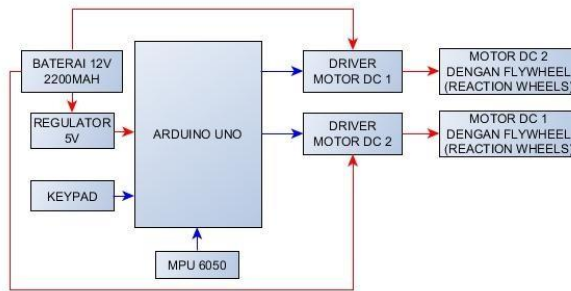 BATERAI 12V
2200MAH
REGULATOR
5V
KEYPAD
ARDUINO UNO
MPU 6050
DRIVER
MOTOR DC 1
DRIVER
MOTOR DC 2
MOTOR DC 2
DENGAN FLYWHEEL
(REACTION WHEELS)
MOTOR DC 1
DENGAN FLYWHEEL
(REACTION WHEELS)